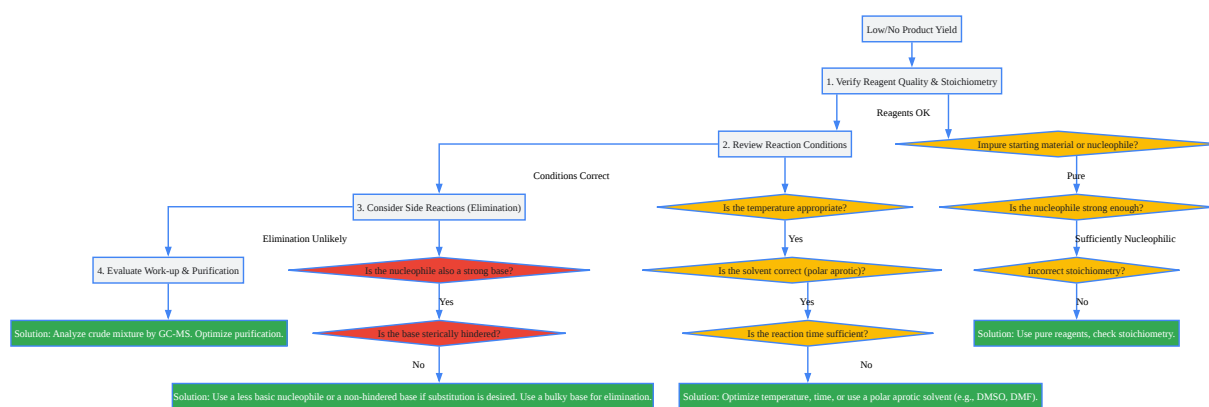 Low/No Product Yield
1. Verify Reagent Quality & Stoichiometry
Reagents OK
2. Review Reaction Conditions
Impure starting material or nucleophile?
Conditions Correct
Pure
3. Consider Side Reactions (Elimination)
Is the temperature appropriate?
Is the nucleophile strong enough?
Elimination Unlikely
Yes
Sufficiently Nucleophilic
4. Evaluate Work-up & Purification
Is the nucleophile also a strong base?
Is the solvent correct (polar aprotic)?
Incorrect stoichiometry?
Yes
Yes
No
Solution: Analyze crude mixture by GC-MS. Optimize purification.
Is the base sterically hindered?
Is the reaction time sufficient?
Solution: Use pure reagents, check stoichiometry.
No
No
Solution: Use a less basic nucleophile or a non-hindered base if substitution is desired. Use a bulky base for elimination.
Solution: Optimize temperature, time, or use a polar aprotic solvent (e.g., DMSO, DMF).